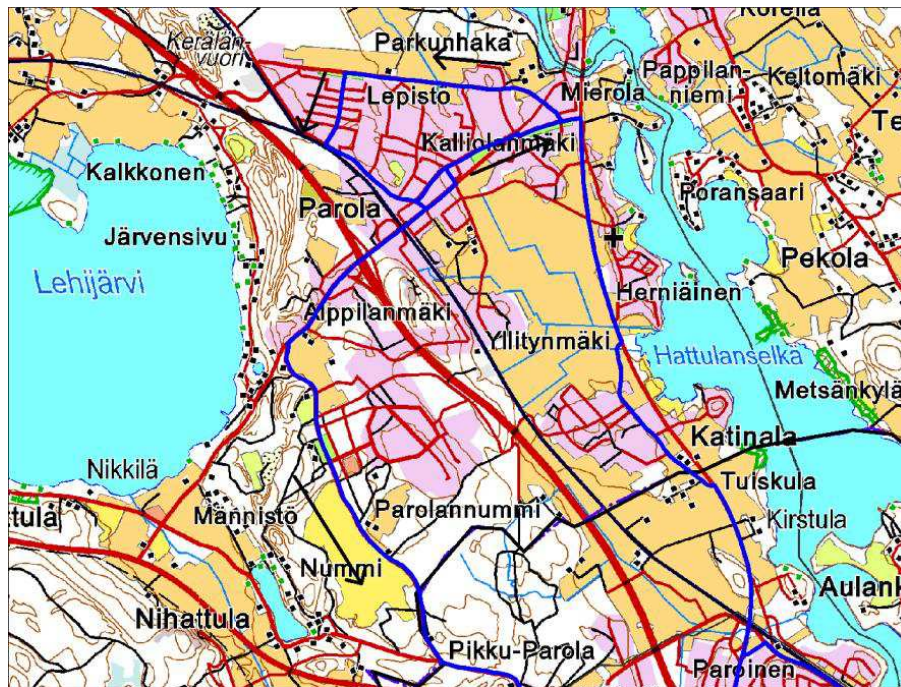 Korella
Kerälän-
vuori
Parkunhaka
Lepistö
Mierola
Pappilan-
niemi
Keltomäki
Te
Kalliolanmäki
Kalkkonen
Parola
Poransaari
Järvensivu
Pekola
Lehijärvi
Herniäinen
Alppilanmäki
Yllitynmäki
Hattulanselkä
Metsänkylä
Katinala
Nikkilä
Tuiskula
tula
Männistö
Parolannummi
Kirstula
Nummi
Aulank
Nihattula
Pikku-Parola
Paroinen